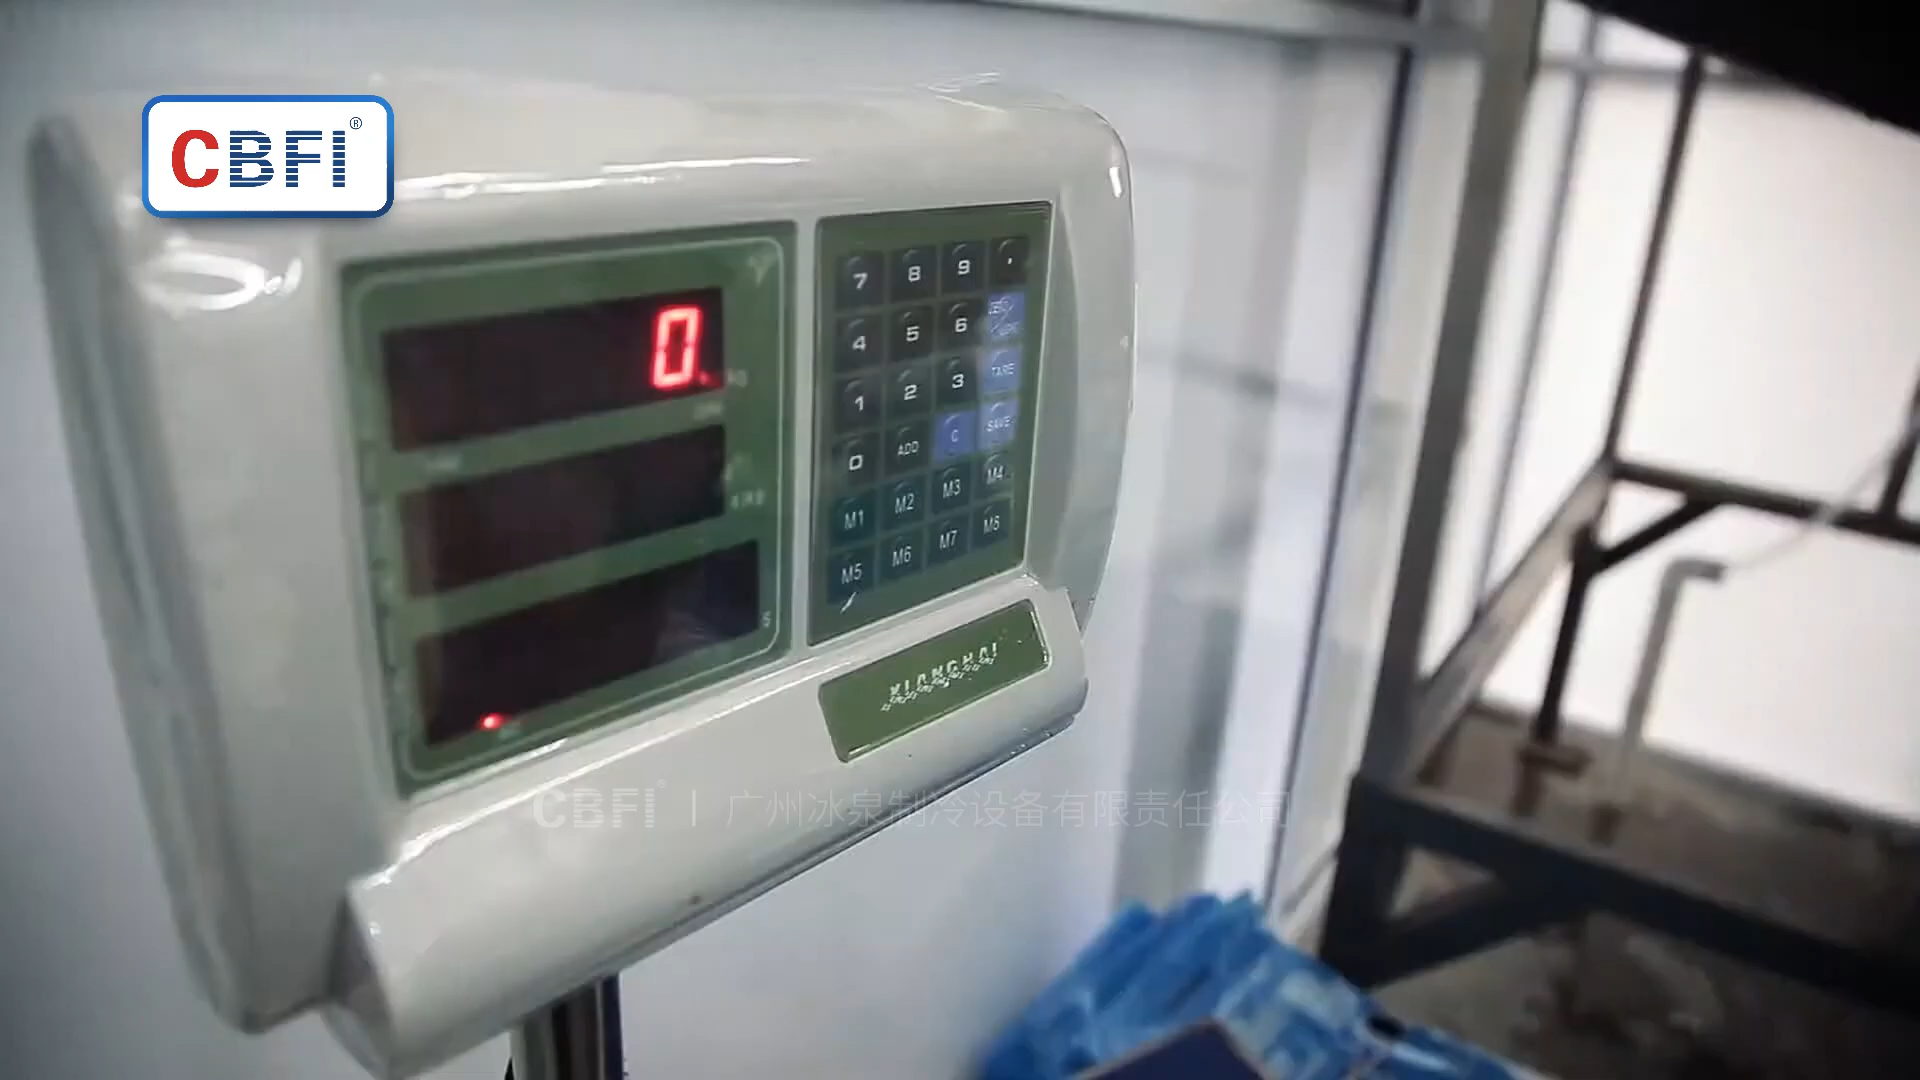 CBFI®
0.
7 8 9 .
4 5 6
1 2 3 TARE
0 ADD C SAVE
M1 M2 M3 M4
M5 M6 M7 M8
XIANGHAI
CBFI® | 广州冰泉制冷设备有限责任公司